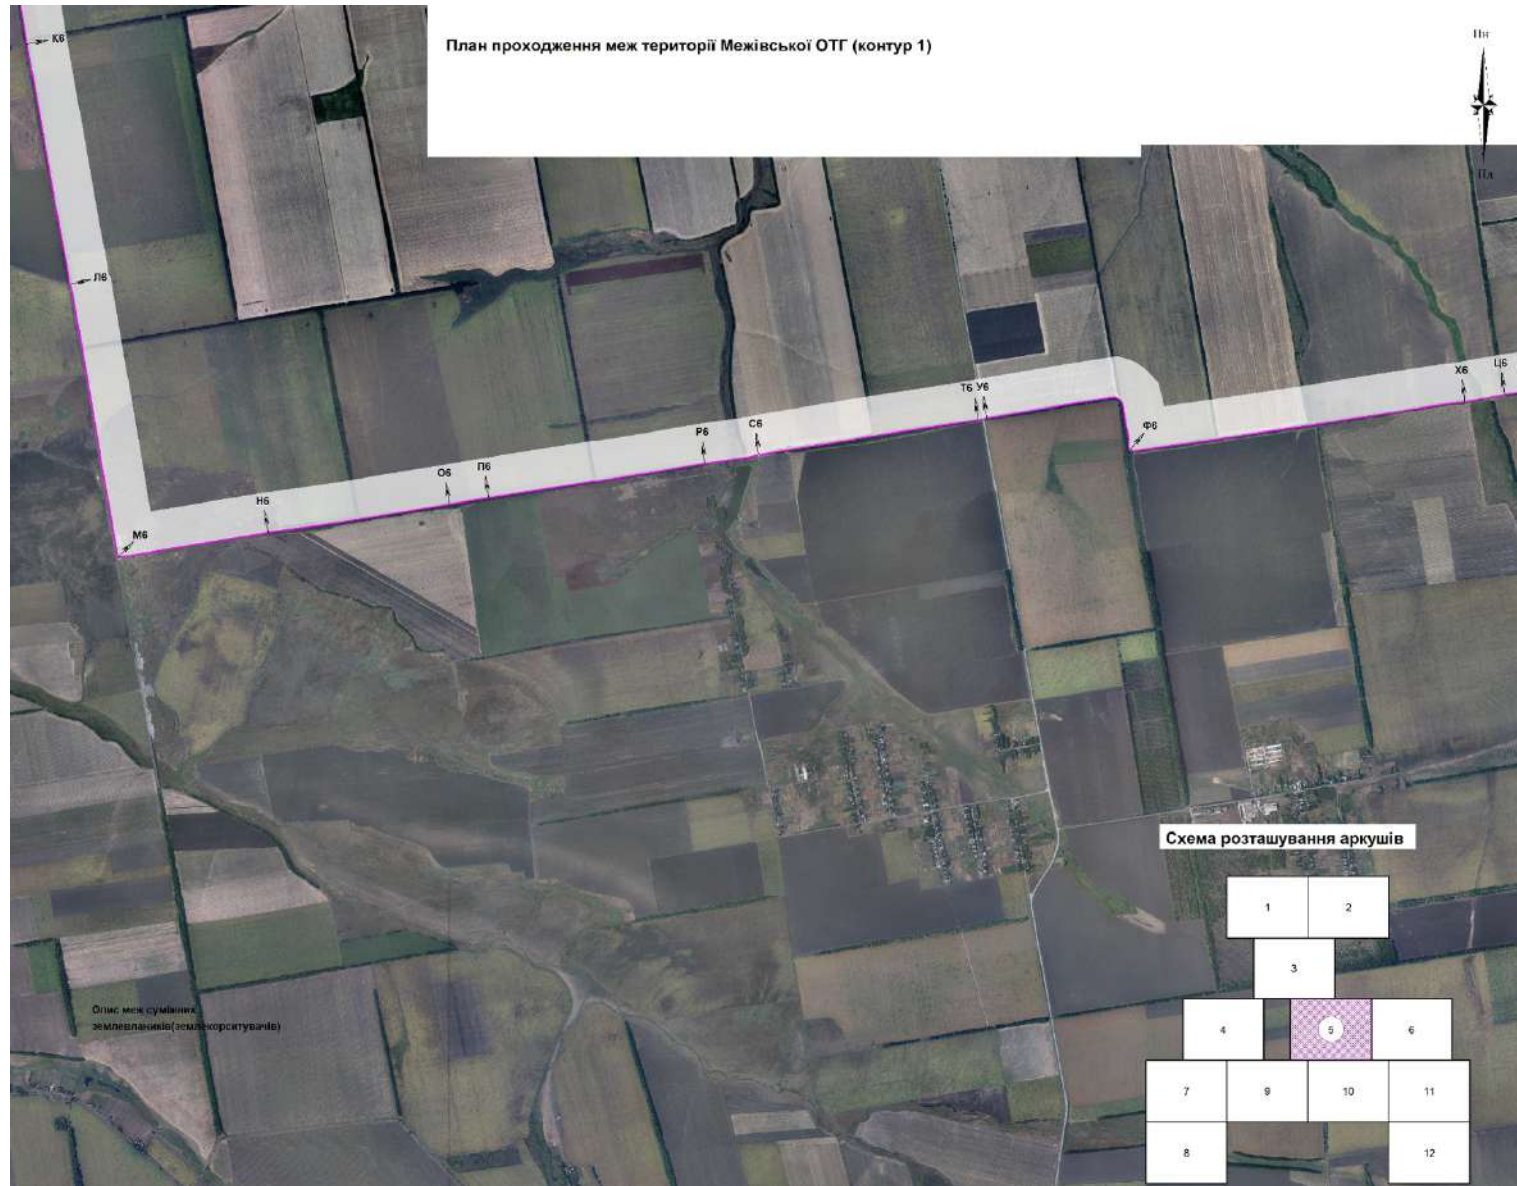 План проходження меж території Межівської ОТГ (контур 1)
Пн
Пд
К6
Л6
М6
Н6
О6
П6
Р6
С6
Т6
У6
Ф6
Х6
Ц6
Опис меж суміжних
землевлаників(землекорситувачів)
Схема розташування аркушів
1
2
3
4
5
6
7
9
10
11
8
12